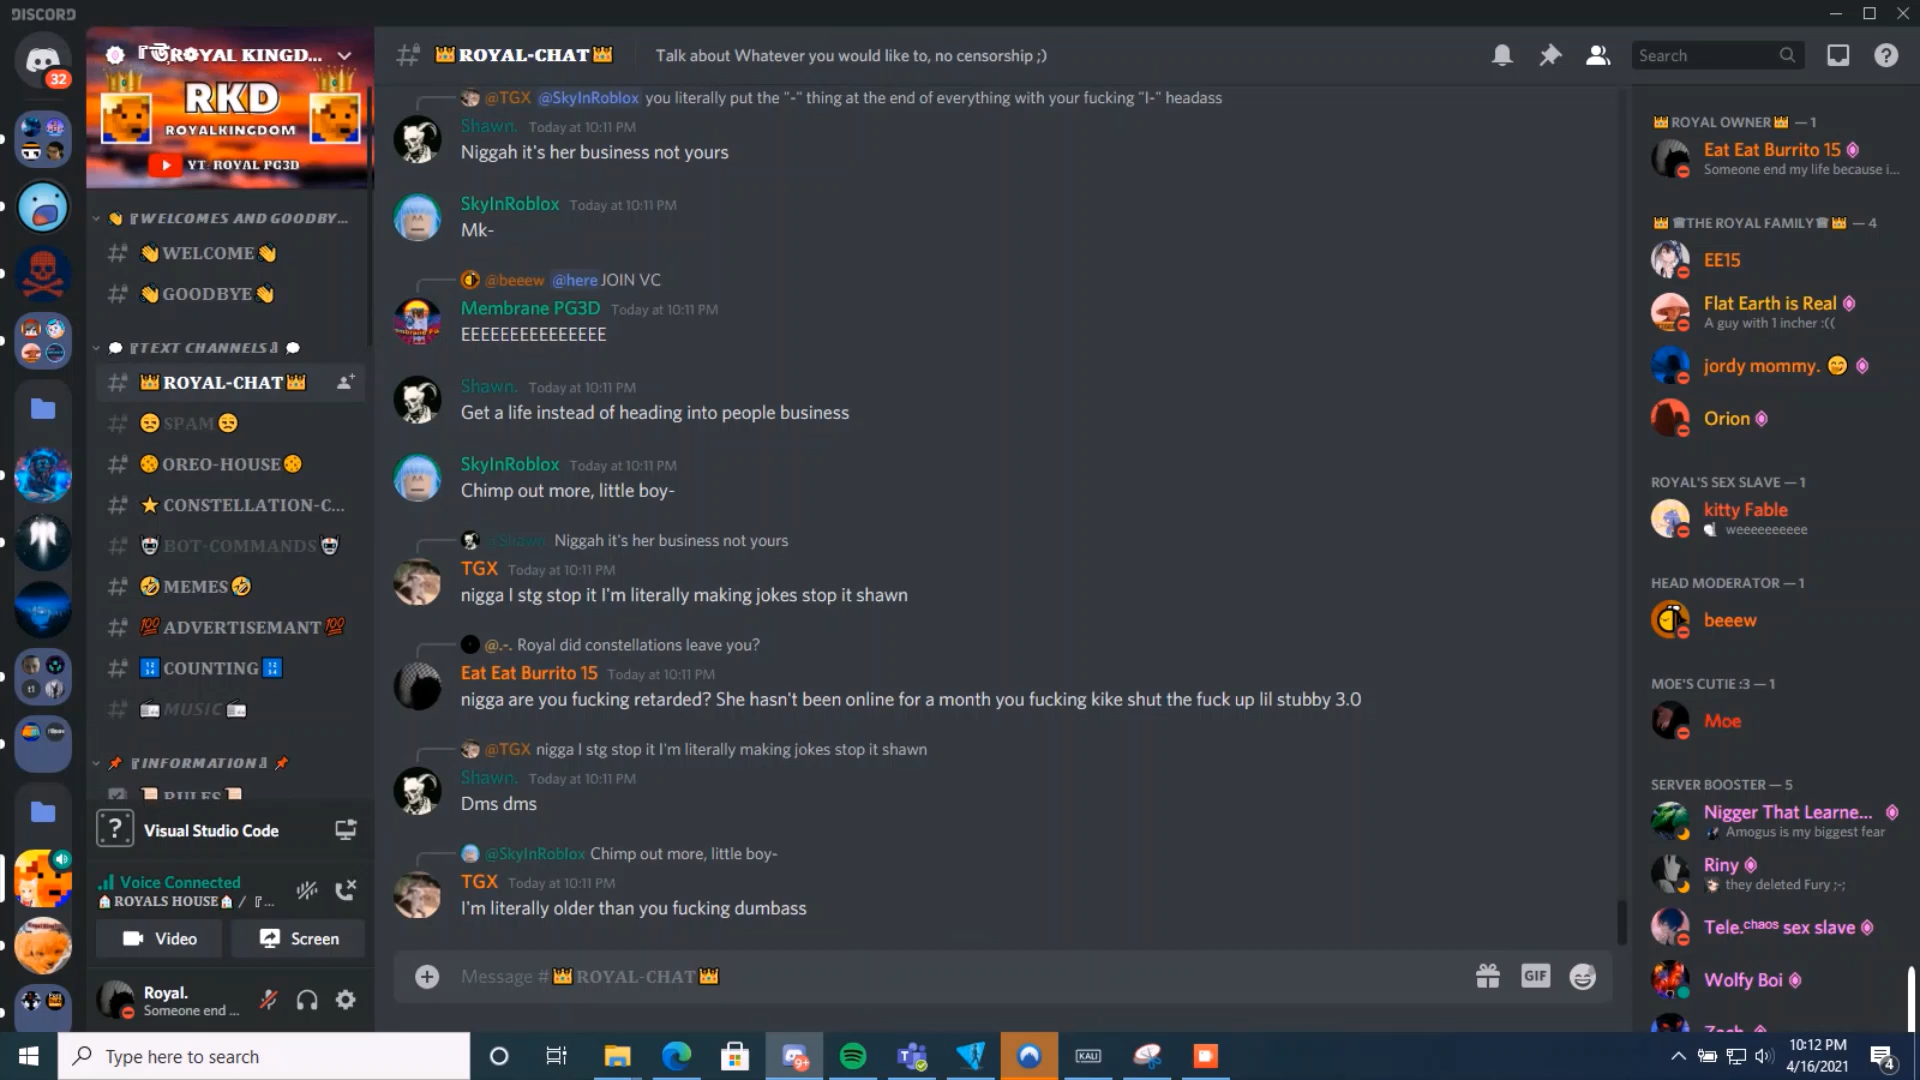 DISCORD
32
『ROYAL KINGD...
RKD
ROYALKINGDOM
YT- ROYAL PG3D
『WELCOMES AND GOODBY...
WELCOME
GOODBYE
『TEXT CHANNELS』
ROYAL-CHAT
SPAM
OREO-HOUSE
CONSTELLATION-C...
BOT-COMMANDS
MEMES
ADVERTISEMANT
COUNTING
MUSIC
『INFORMATION』
RULES
Visual Studio Code
Voice Connected
ROYALS HOUSE / 『...
Video
Screen
Royal.
Someone end ...
ROYAL-CHAT
Talk about Whatever you would like to, no censorship ;)
Search
@TGX @SkyInRoblox you literally put the "-" thing at the end of everything with your fucking "I-" headass
Shawn. Today at 10:11 PM
Niggah it's her business not yours
SkyInRoblox Today at 10:11 PM
Mk-
@beeew @here JOIN VC
Membrane PG3D Today at 10:11 PM
EEEEEEEEEEEEEEE
Shawn. Today at 10:11 PM
Get a life instead of heading into people business
SkyInRoblox Today at 10:11 PM
Chimp out more, little boy-
@Shawn. Niggah it's her business not yours
TGX Today at 10:11 PM
nigga I stg stop it I'm literally making jokes stop it shawn
@.-. Royal did constellations leave you?
Eat Eat Burrito 15 Today at 10:11 PM
nigga are you fucking retarded? She hasn't been online for a month you fucking kike shut the fuck up lil stubby 3.0
@TGX nigga I stg stop it I'm literally making jokes stop it shawn
Shawn. Today at 10:11 PM
Dms dms
@SkyInRoblox Chimp out more, little boy-
TGX Today at 10:11 PM
I'm literally older than you fucking dumbass
Message # ROYAL-CHAT
GIF
ROYAL OWNER — 1
Eat Eat Burrito 15
Someone end my life because i...
THE ROYAL FAMILY — 4
EE15
Flat Earth is Real
A guy with 1 incher :((
jordy mommy.
Orion
ROYAL'S SEX SLAVE — 1
kitty Fable
weeeeeeeeee
HEAD MODERATOR — 1
beeew
MOE'S CUTIE :3 — 1
Moe
SERVER BOOSTER — 5
Nigger That Learne...
Amogus is my biggest fear
Riny
they deleted Fury ;-;
Tele.ᶜʰᵃᵒˢ sex slave
Wolfy Boi
Type here to search
9+
KALI
10:12 PM
4/16/2021
4